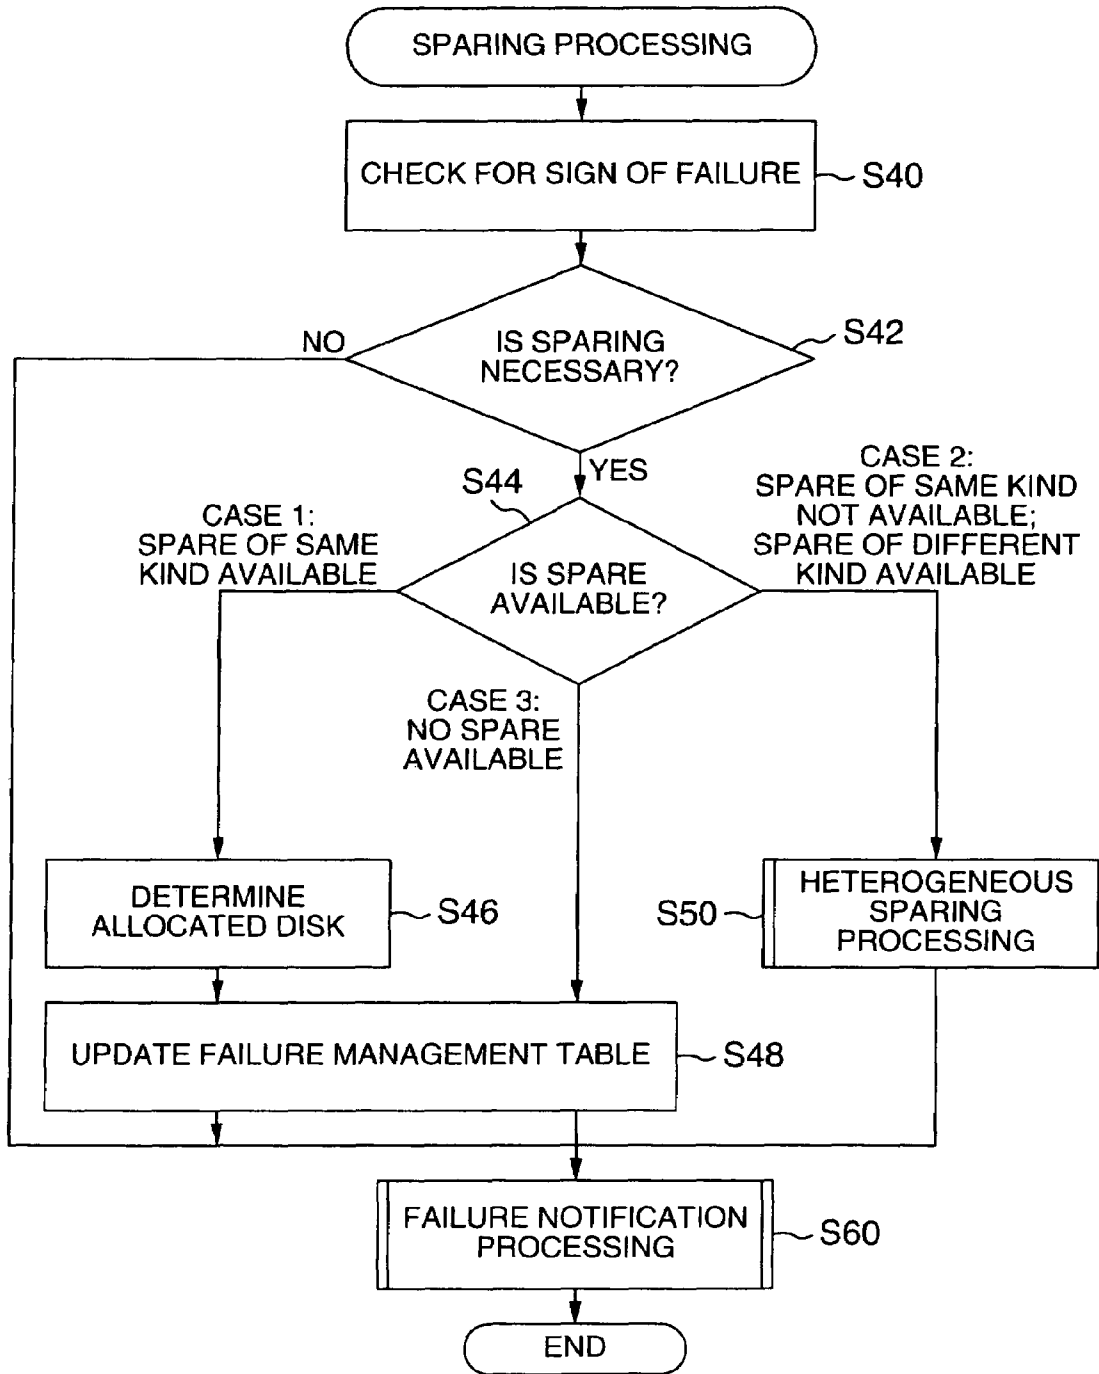 SPARING PROCESSING
CHECK FOR SIGN OF FAILURE
S40
NO
IS SPARING
NECESSARY?
S42
YES
S44
CASE 1:
SPARE OF SAME
KIND AVAILABLE
IS SPARE
AVAILABLE?
CASE 2:
SPARE OF SAME KIND
NOT AVAILABLE;
SPARE OF DIFFERENT
KIND AVAILABLE
CASE 3:
NO SPARE
AVAILABLE
DETERMINE
ALLOCATED DISK
S46
S50
HETEROGENEOUS
SPARING
PROCESSING
UPDATE FAILURE MANAGEMENT TABLE
S48
FAILURE NOTIFICATION
PROCESSING
S60
END